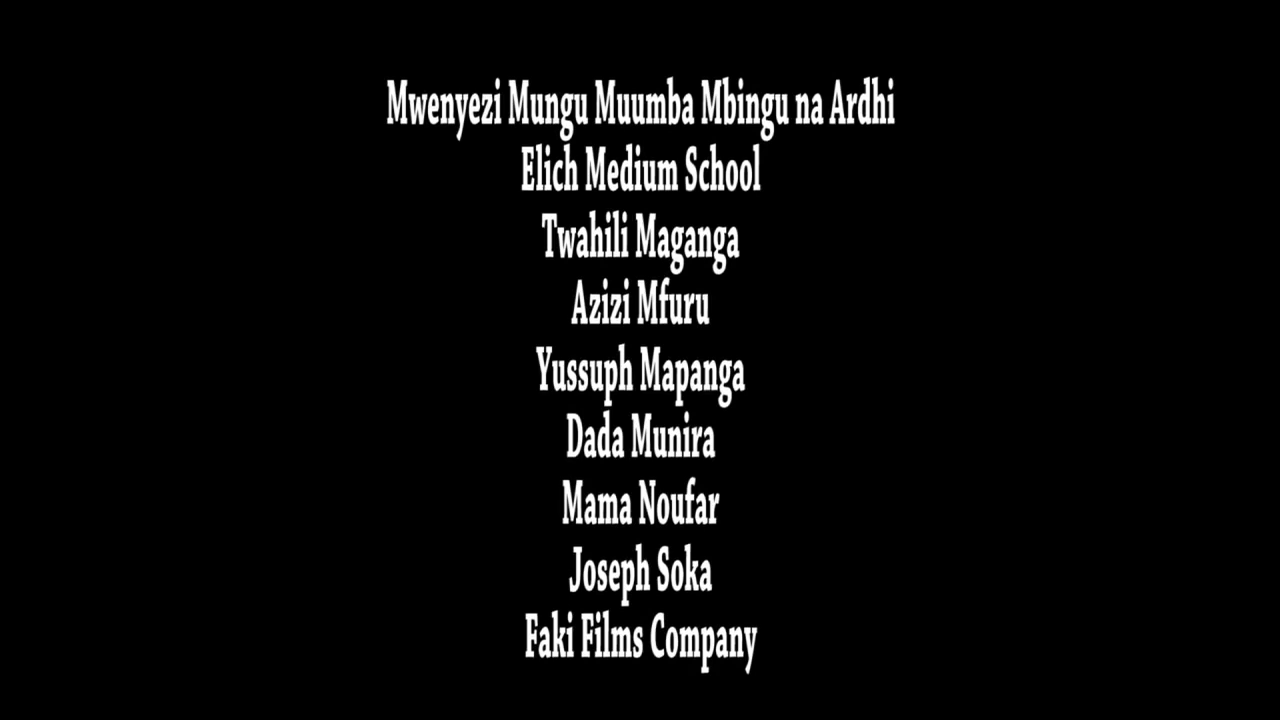 Mwenyezi Mungu Muumba Mbingu na Ardhi
Elich Medium School
Twahili Maganga
Azizi Mfuru
Yussuph Mapanga
Dada Munira
Mama Noufar
Joseph Soka
Faki Films Company